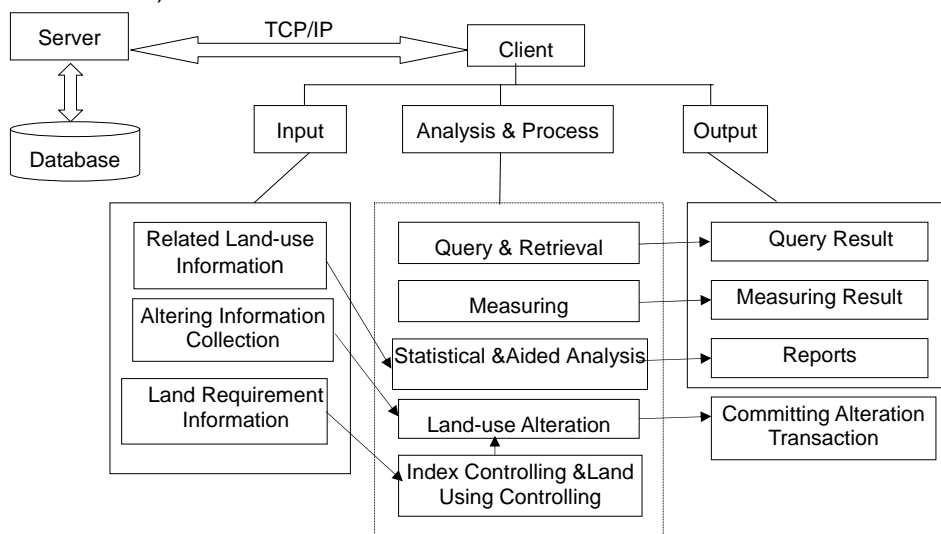 TCP/IP
Server
Client
Input
Analysis & Process
Output
Database
Related Land-use
Information
Altering Information
Collection
Land Requirement
Information
Query & Retrieval
Measuring
Statistical &Aided Analysis
Land-use Alteration
Index Controlling &Land
Using Controlling
Query Result
Measuring Result
Reports
Committing Alteration
Transaction